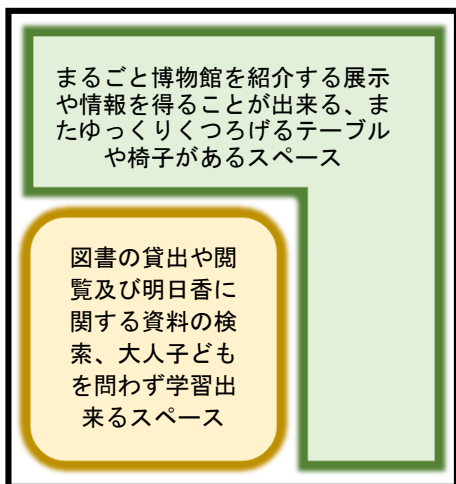 まるごと博物館を紹介する展示
や情報を得ることが出来る、ま
たゆっくりくつろげるテーブル
や椅子があるスペース
図書の貸出や閲
覧及び明日香に
関する資料の検
索、大人子ども
を問わず学習出
来るスペース